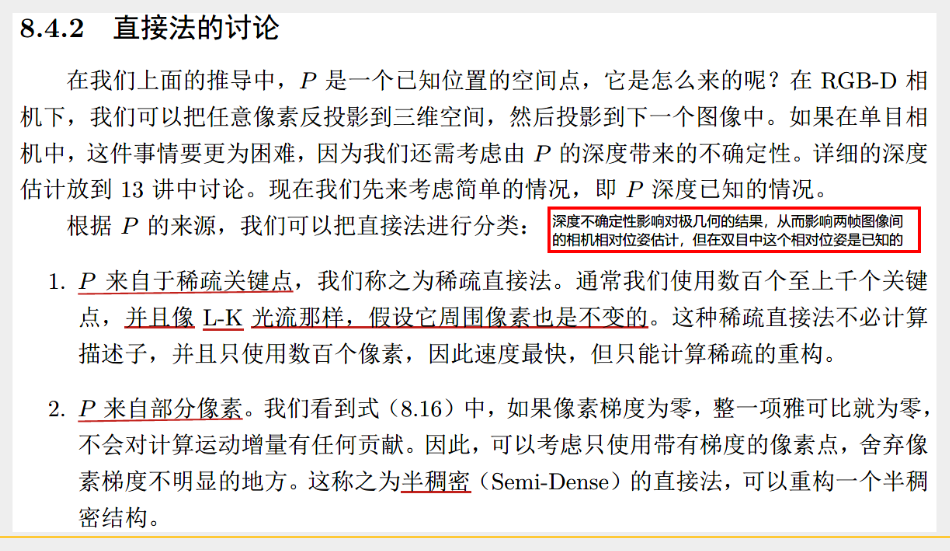 8.4.2 直接法的讨论
在我们上面的推导中，P 是一个已知位置的空间点，它是怎么来的呢？在 RGB-D 相
机下，我们可以把任意像素反投影到三维空间，然后投影到下一个图像中。如果在单目相
机中，这件事情要更为困难，因为我们还需考虑由 P 的深度带来的不确定性。详细的深度
估计放到 13 讲中讨论。现在我们先来考虑简单的情况，即 P 深度已知的情况。
根据 P 的来源，我们可以把直接法进行分类：
深度不确定性影响对极几何的结果，从而影响两帧图像间
的相机相对位姿估计，但在双目中这个相对位姿是已知的
1. P 来自于稀疏关键点，我们称之为稀疏直接法。通常我们使用数百个至上千个关键
点，并且像 L-K 光流那样，假设它周围像素也是不变的。这种稀疏直接法不必计算
描述子，并且只使用数百个像素，因此速度最快，但只能计算稀疏的重构。
2. P 来自部分像素。我们看到式（8.16）中，如果像素梯度为零，整一项雅可比就为零，
不会对计算运动增量有任何贡献。因此，可以考虑只使用带有梯度的像素点，舍弃像
素梯度不明显的地方。这称之为半稠密（Semi-Dense）的直接法，可以重构一个半稠
密结构。